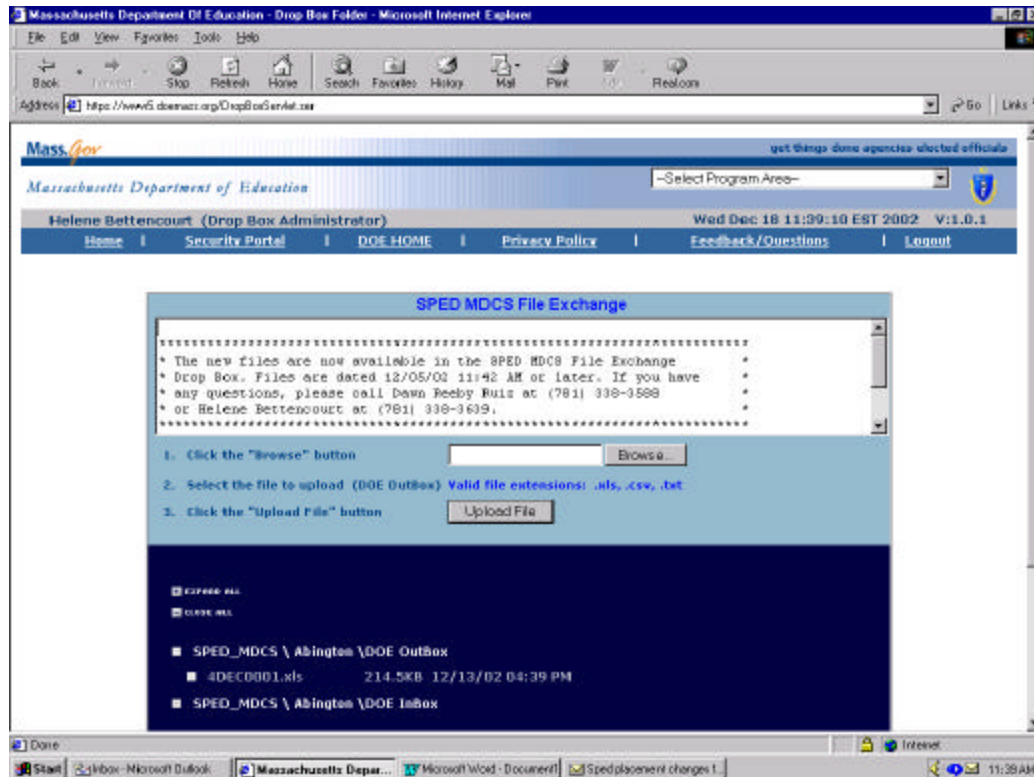 Massachusetts Department Of Education - Drop Box Folder - Microsoft Internet Explorer
File Edit View Favorites Tools Help
Back Forward Stop Refresh Home Search Favorites History Mail Print Edit Real.com
Address https://www5.doemass.org/DropBoxServlet.ser Go Links
Mass.Gov get things done agencies elected officials
Massachusetts Department of Education --Select Program Area--
Helene Bettencourt (Drop Box Administrator) Wed Dec 18 11:39:10 EST 2002 V:1.0.1
Home | Security Portal | DOE HOME | Privacy Policy | Feedback/Questions | Logout
SPED MDCS File Exchange
* The new files are now available in the SPED MDCS File Exchange *
* Drop Box. Files are dated 12/05/02 11:42 AM or later. If you have *
* any questions, please call Dawn Reeby Ruiz at (781) 338-3588 *
* or Helene Bettencourt at (781) 338-3639. *
1. Click the "Browse" button Browse...
2. Select the file to upload (DOE OutBox) Valid file extensions: .xls, .csv, .txt
3. Click the "Upload File" button Upload File
EXPAND ALL
CLOSE ALL
SPED_MDCS \ Abington \DOE OutBox
4DEC0001.xls 214.5KB 12/13/02 04:39 PM
SPED_MDCS \ Abington \DOE InBox
Done Internet
Start Inbox - Microsoft Outlook Massachusetts Depar... Microsoft Word - Document1 Sped placement changes t... 11:39 AM